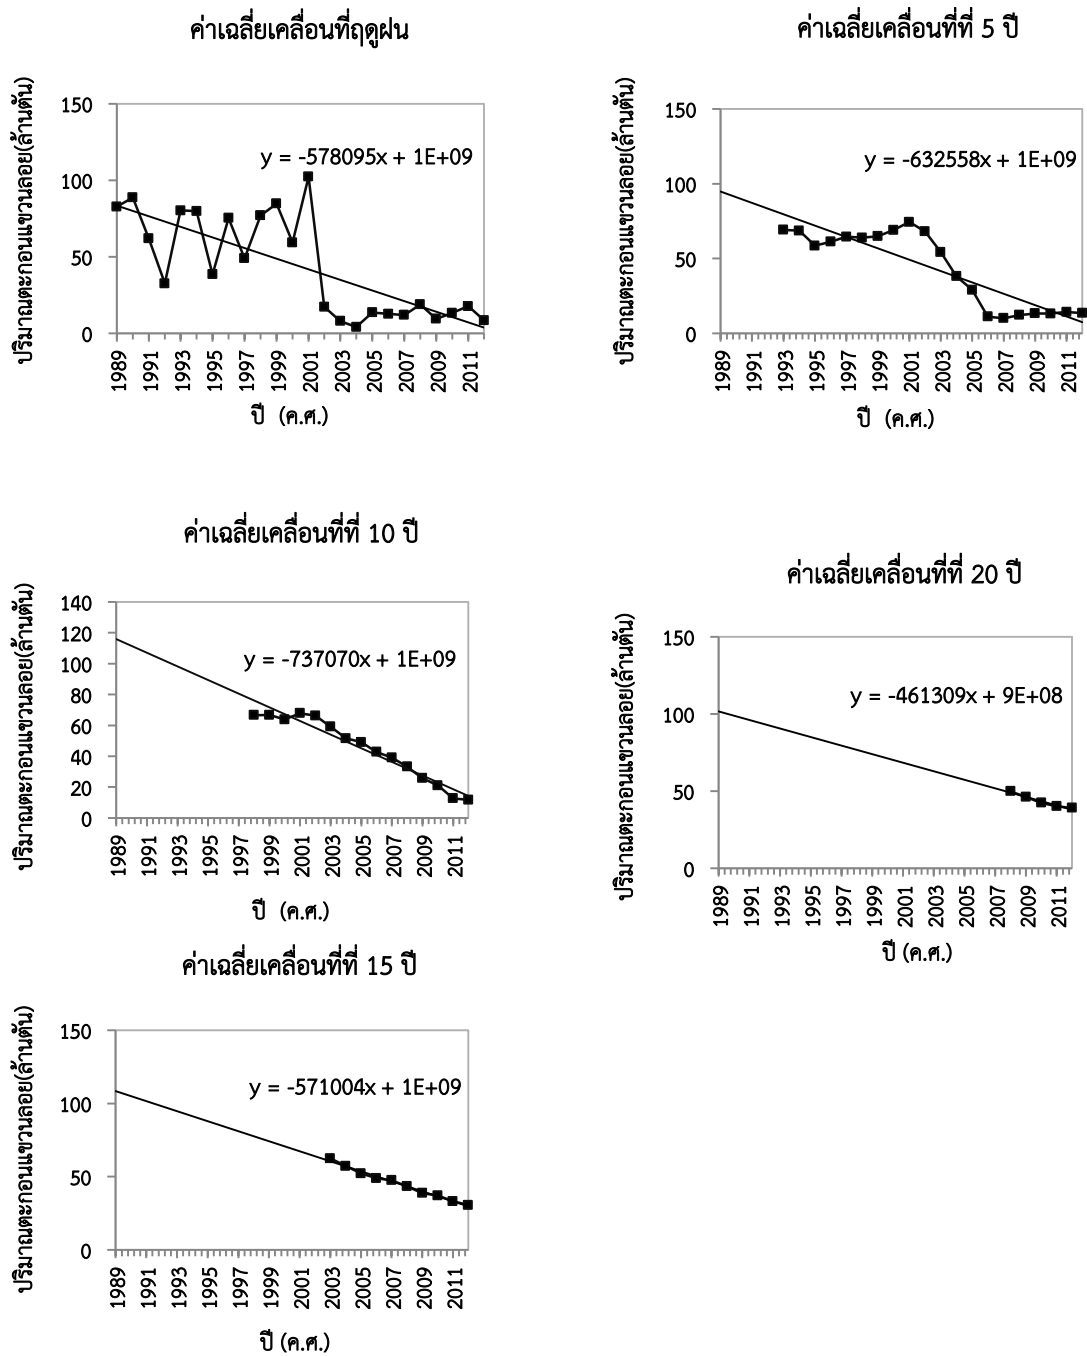 ค่าเฉลี่ยเคลื่อนที่ฤดูฝน
ปริมาณตะกอนแขวนลอย(ล้านตัน)
y = -578095x + 1E+09
150
100
50
0
1989 1991 1993 1995 1997 1999 2001 2003 2005 2007 2009 2011
ปี (ค.ศ.)
ค่าเฉลี่ยเคลื่อนที่ที่ 5 ปี
ปริมาณตะกอนแขวนลอย(ล้านตัน)
y = -632558x + 1E+09
150
100
50
0
1989 1991 1993 1995 1997 1999 2001 2003 2005 2007 2009 2011
ปี (ค.ศ.)
ค่าเฉลี่ยเคลื่อนที่ที่ 10 ปี
ปริมาณตะกอนแขวนลอย(ล้านตัน)
y = -737070x + 1E+09
140
120
100
80
60
40
20
0
1989 1991 1993 1995 1997 1999 2001 2003 2005 2007 2009 2011
ปี (ค.ศ.)
ค่าเฉลี่ยเคลื่อนที่ที่ 20 ปี
ปริมาณตะกอนแขวนลอย(ล้านตัน)
y = -461309x + 9E+08
150
100
50
0
1989 1991 1993 1995 1997 1999 2001 2003 2005 2007 2009 2011
ปี (ค.ศ.)
ค่าเฉลี่ยเคลื่อนที่ที่ 15 ปี
ปริมาณตะกอนแขวนลอย(ล้านตัน)
y = -571004x + 1E+09
150
100
50
0
1989 1991 1993 1995 1997 1999 2001 2003 2005 2007 2009 2011
ปี (ค.ศ.)